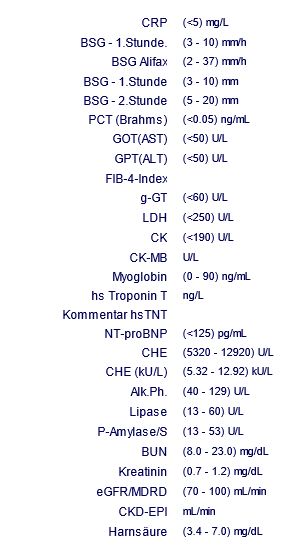 CRP (<5) mg/L
BSG - 1.Stunde. (3 - 10) mm/h
BSG Alifax (2 - 37) mm/h
BSG - 1.Stunde (3 - 10) mm
BSG - 2.Stunde (5 - 20) mm
PCT (Brahms) (<0.05) ng/mL
GOT(AST) (<50) U/L
GPT(ALT) (<50) U/L
FIB-4-Index
g-GT (<60) U/L
LDH (<250) U/L
CK (<190) U/L
CK-MB U/L
Myoglobin (0 - 90) ng/mL
hs Troponin T ng/L
Kommentar hsTNT
NT-proBNP (<125) pg/mL
CHE (5320 - 12920) U/L
CHE (kU/L) (5.32 - 12.92) kU/L
Alk.Ph. (40 - 129) U/L
Lipase (13 - 60) U/L
P-Amylase/S (13 - 53) U/L
BUN (8.0 - 23.0) mg/dL
Kreatinin (0.7 - 1.2) mg/dL
eGFR/MDRD (70 - 100) mL/min
CKD-EPI mL/min
Harnsäure (3.4 - 7.0) mg/dL